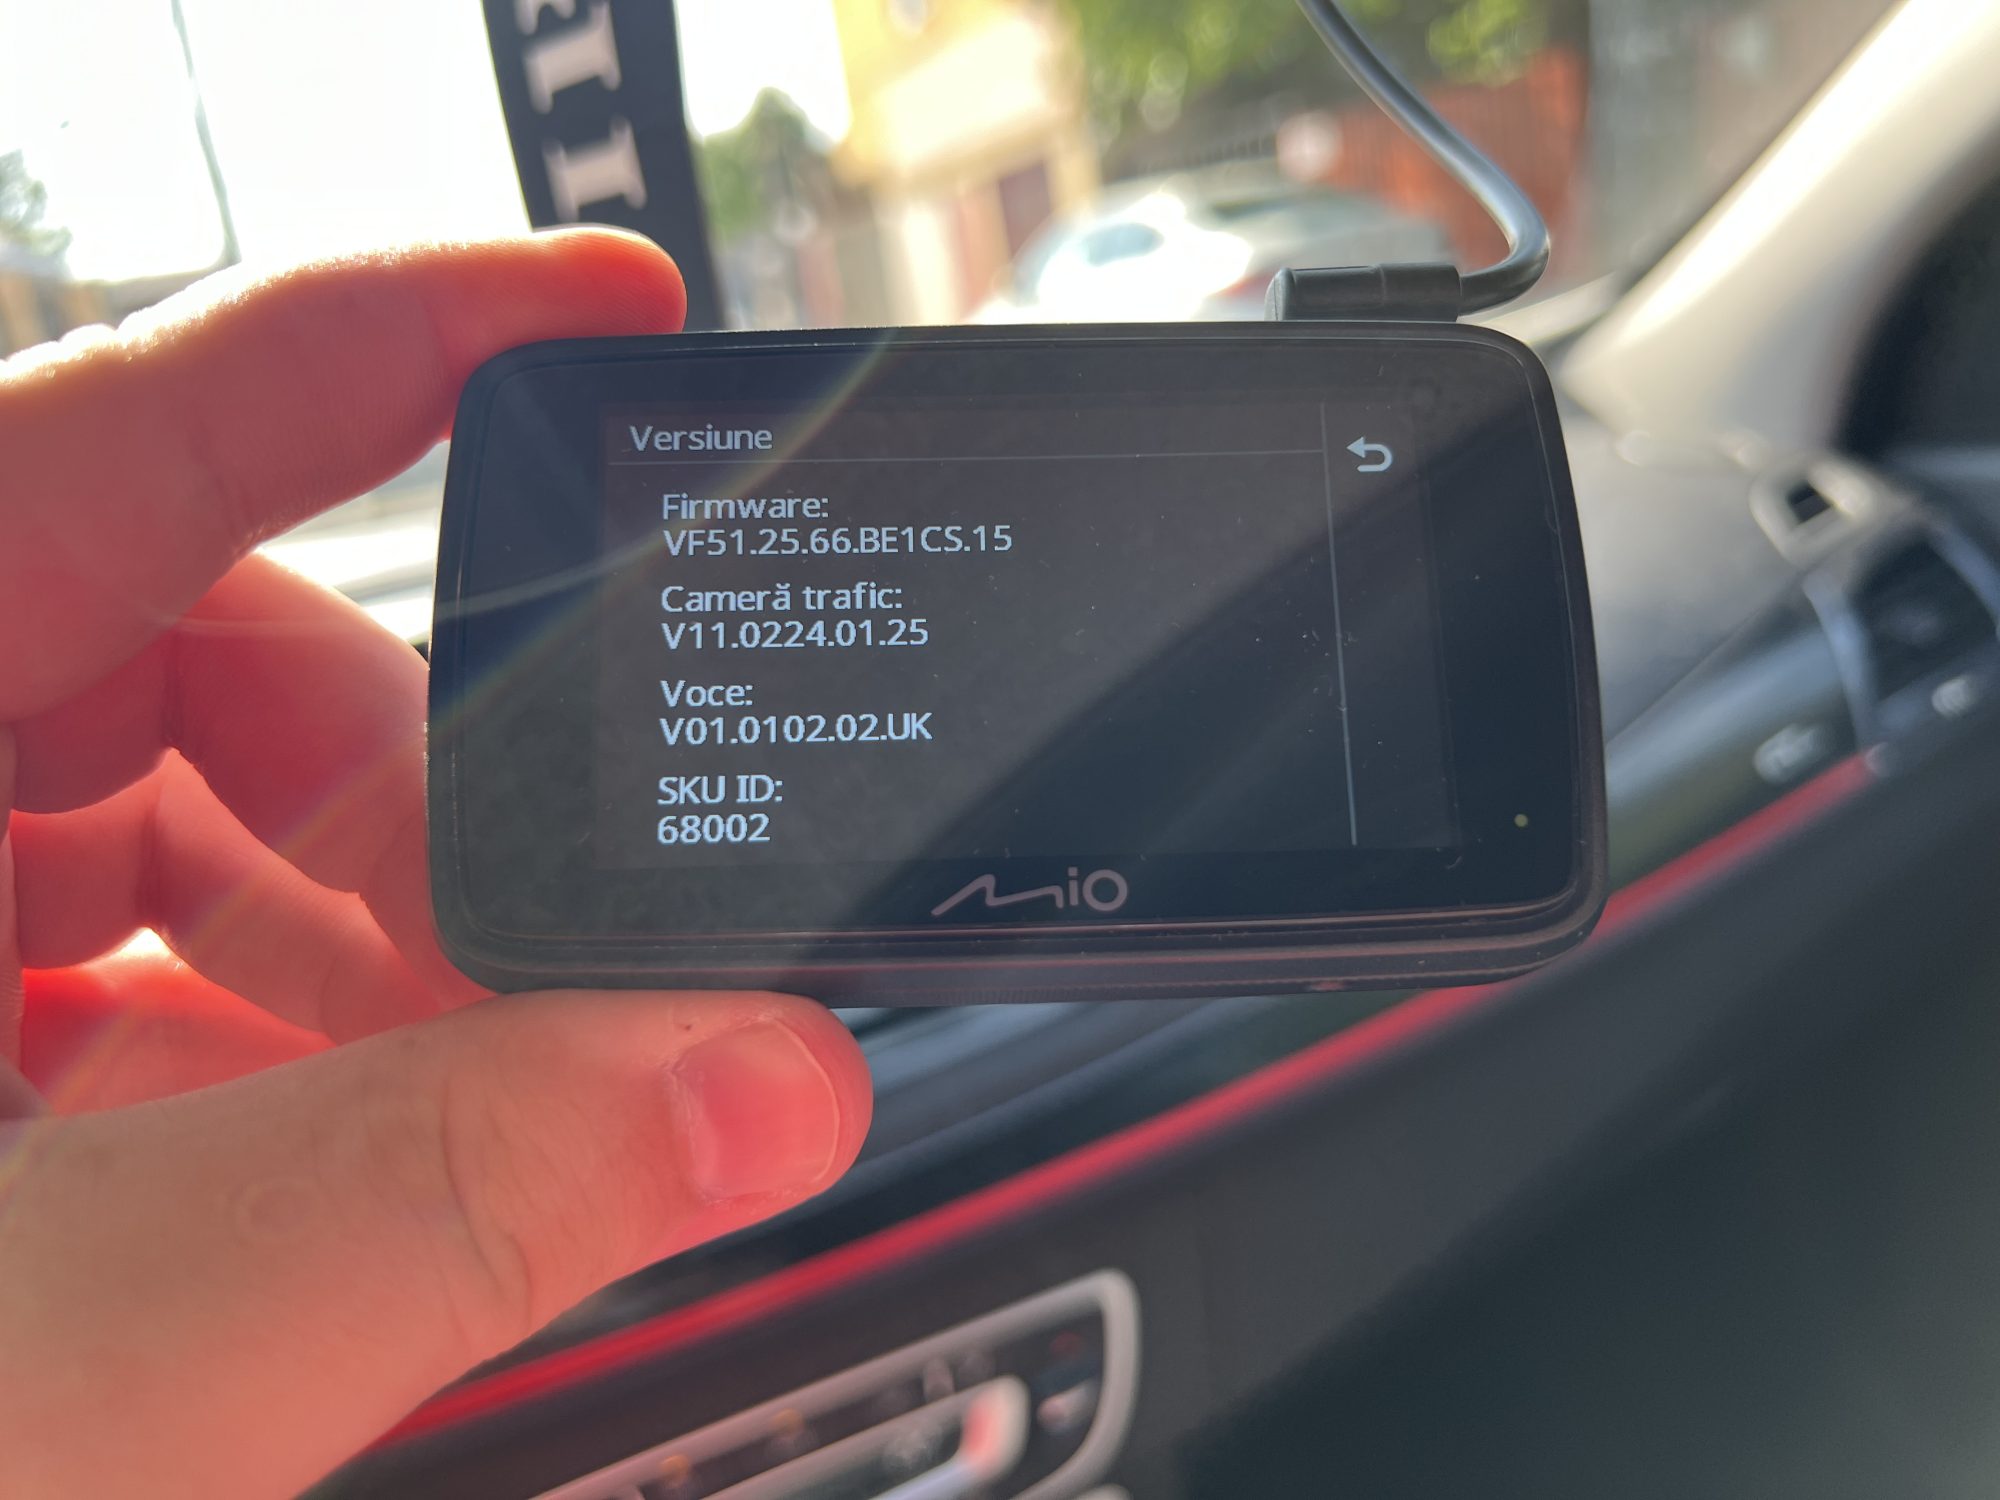 Versiune
Firmware:
VF51.25.66.BE1CS.15
Cameră trafic:
V11.0224.01.25
Voce:
V01.0102.02.UK
SKU ID:
68002
Mio